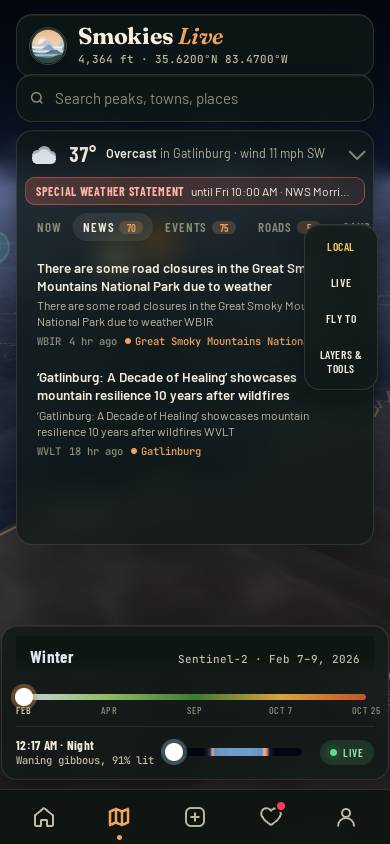 Smokies Live
4,364 ft · 35.6200°N 83.4700°W
Search peaks, towns, places
37° Overcast in Gatlinburg · wind 11 mph SW
SPECIAL WEATHER STATEMENT until Fri 10:00 AM · NWS Morri…
NOW NEWS 70 EVENTS 75 ROADS
LOCAL
LIVE
FLY TO
LAYERS &
TOOLS
There are some road closures in the Great Sm
Mountains National Park due to weather
There are some road closures in the Great Smoky Mou
National Park due to weather WBIR
WBIR 4 hr ago Great Smoky Mountains Nation
‘Gatlinburg: A Decade of Healing’ showcases
mountain resilience 10 years after wildfires
‘Gatlinburg: A Decade of Healing’ showcases mountain
resilience 10 years after wildfires WVLT
WVLT 18 hr ago Gatlinburg
Winter Sentinel-2 · Feb 7–9, 2026
FEB APR SEP OCT 7 OCT 25
12:17 AM · Night
Waning gibbous, 91% lit
LIVE